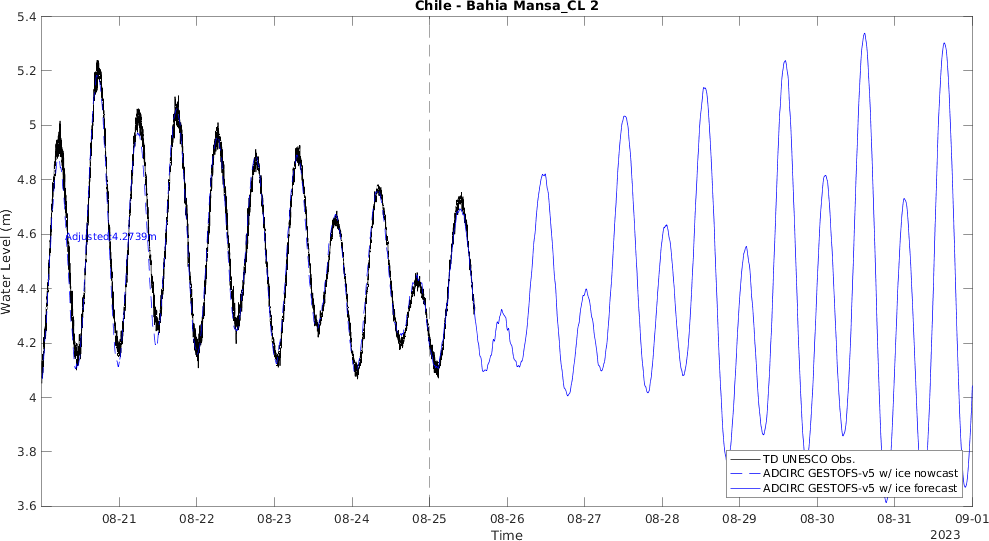 Chile - Bahia Mansa_CL 2
5.4
5.2
5
4.8
4.6
4.4
4.2
4
3.8
3.6
Water Level (m)
Adjusted:4.2739m
TD UNESCO Obs.
ADCIRC GESTOFS-v5 w/ ice nowcast
ADCIRC GESTOFS-v5 w/ ice forecast
08-21 08-22 08-23 08-24 08-25 08-26 08-27 08-28 08-29 08-30 08-31 09-01
Time
2023